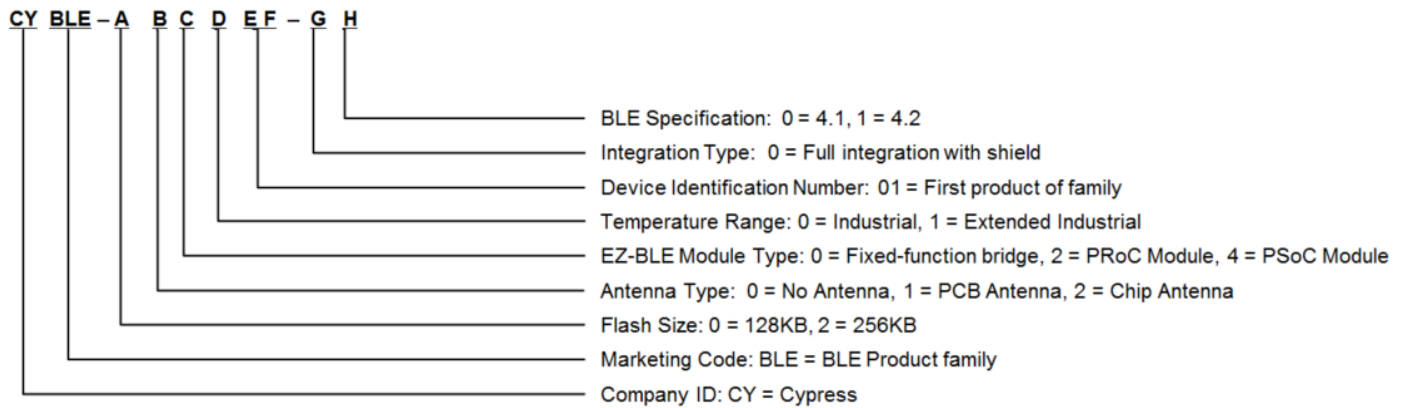 CY BLE – A B C D E F – G H
BLE Specification: 0 = 4.1, 1 = 4.2
Integration Type: 0 = Full integration with shield
Device Identification Number: 01 = First product of family
Temperature Range: 0 = Industrial, 1 = Extended Industrial
EZ-BLE Module Type: 0 = Fixed-function bridge, 2 = PRoC Module, 4 = PSoC Module
Antenna Type: 0 = No Antenna, 1 = PCB Antenna, 2 = Chip Antenna
Flash Size: 0 = 128KB, 2 = 256KB
Marketing Code: BLE = BLE Product family
Company ID: CY = Cypress